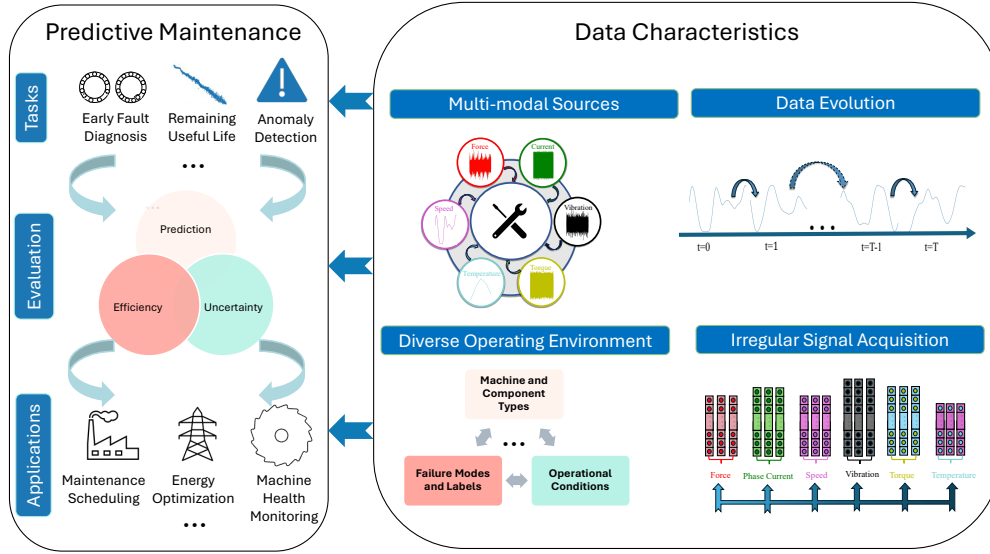 Predictive Maintenance
Tasks
Early Fault
Diagnosis
Remaining
Useful Life
Anomaly
Detection
...
Evaluation
...
Prediction
Efficiency
Uncertainty
Applications
Maintenance
Scheduling
Energy
Optimization
Machine
Health
Monitoring
...
Data Characteristics
Multi-modal Sources
Force
Current
Speed
Vibration
Temperature
Torque
Data Evolution
...
t=0
t=1
t=T-1
t=T
Diverse Operating Environment
Machine and
Component
Types
...
Failure Modes
and Labels
Operational
Conditions
Irregular Signal Acquisition
Force
Phase Current
Speed
Vibration
Torque
Temperature